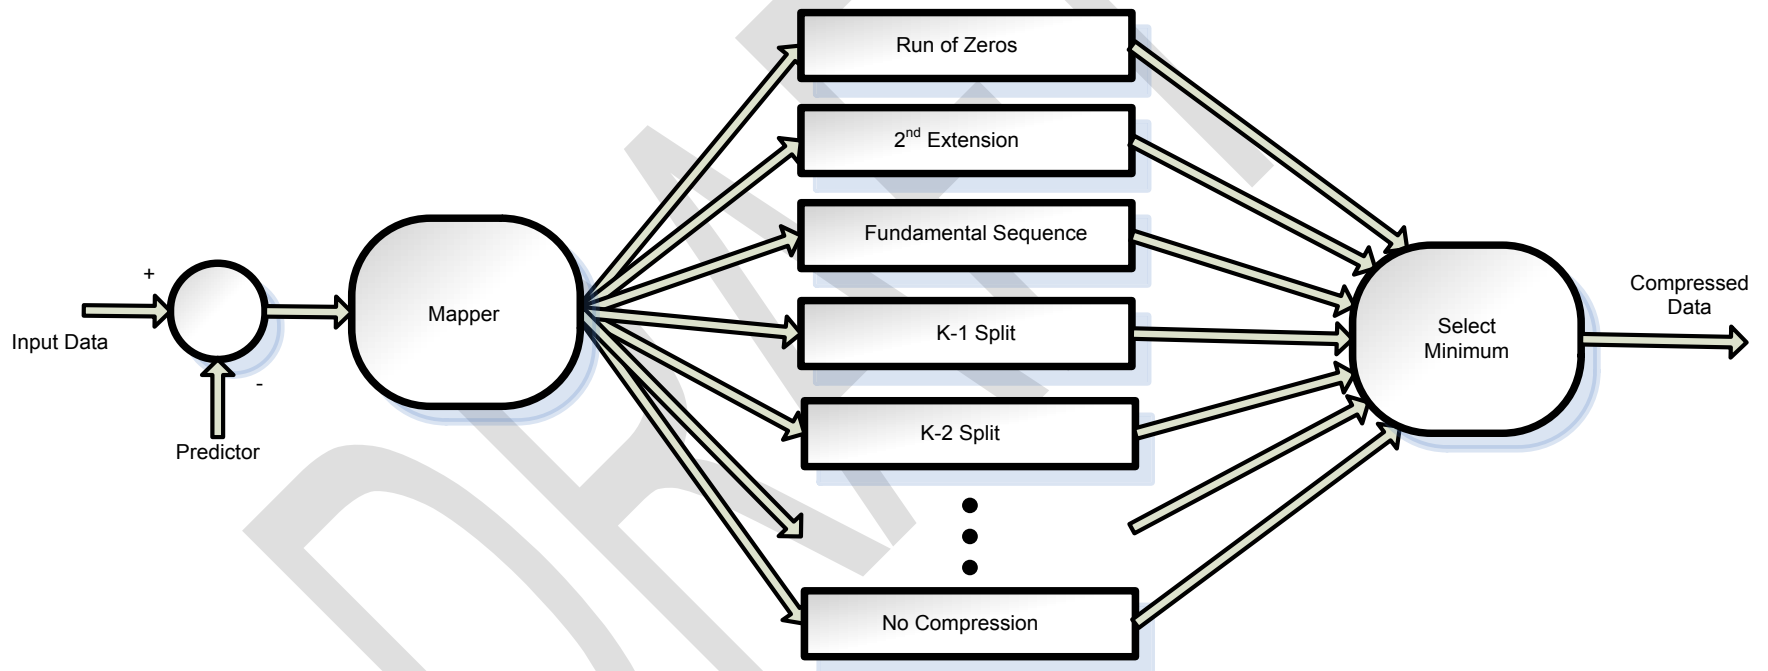 Run of Zeros
2nd Extension
Fundamental Sequence
+
Mapper
Compressed
Data
Input Data
K-1 Split
Select
Minimum
-
Predictor
K-2 Split
No Compression
DRAFT